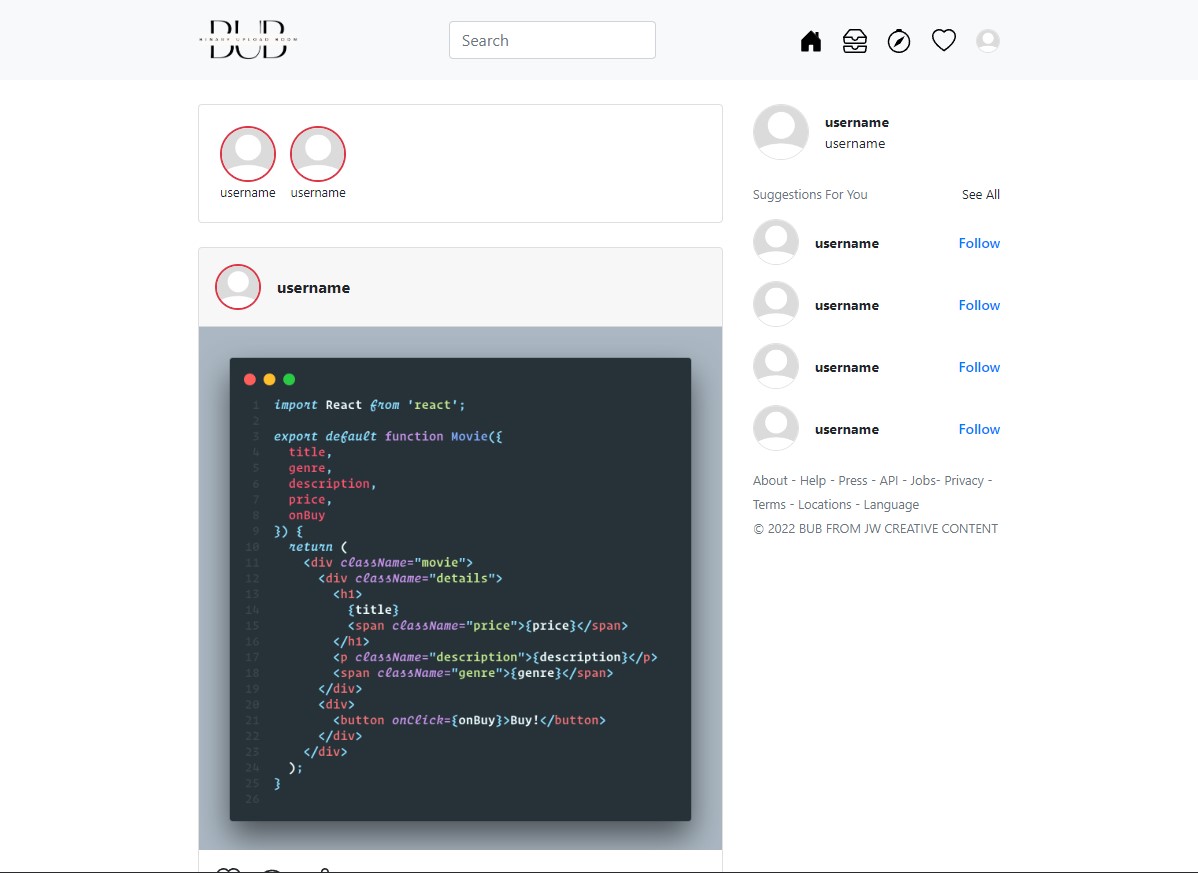 BUB
BINARY UPLOAD BOOM
Search
username username
username
1 import React from 'react';
2
3 export default function Movie({
4 title,
5 genre,
6 description,
7 price,
8 onBuy
9 }) {
10 return (
11 <div className="movie">
12 <div className="details">
13 <h1>
14 {title}
15 <span className="price">{price}</span>
16 </h1>
17 <p className="description">{description}</p>
18 <span className="genre">{genre}</span>
19 </div>
20 <div>
21 <button onClick={onBuy}>Buy!</button>
22 </div>
23 </div>
24 );
25 }
26
username
username
Suggestions For You See All
username Follow
username Follow
username Follow
username Follow
About - Help - Press - API - Jobs- Privacy -
Terms - Locations - Language
© 2022 BUB FROM JW CREATIVE CONTENT